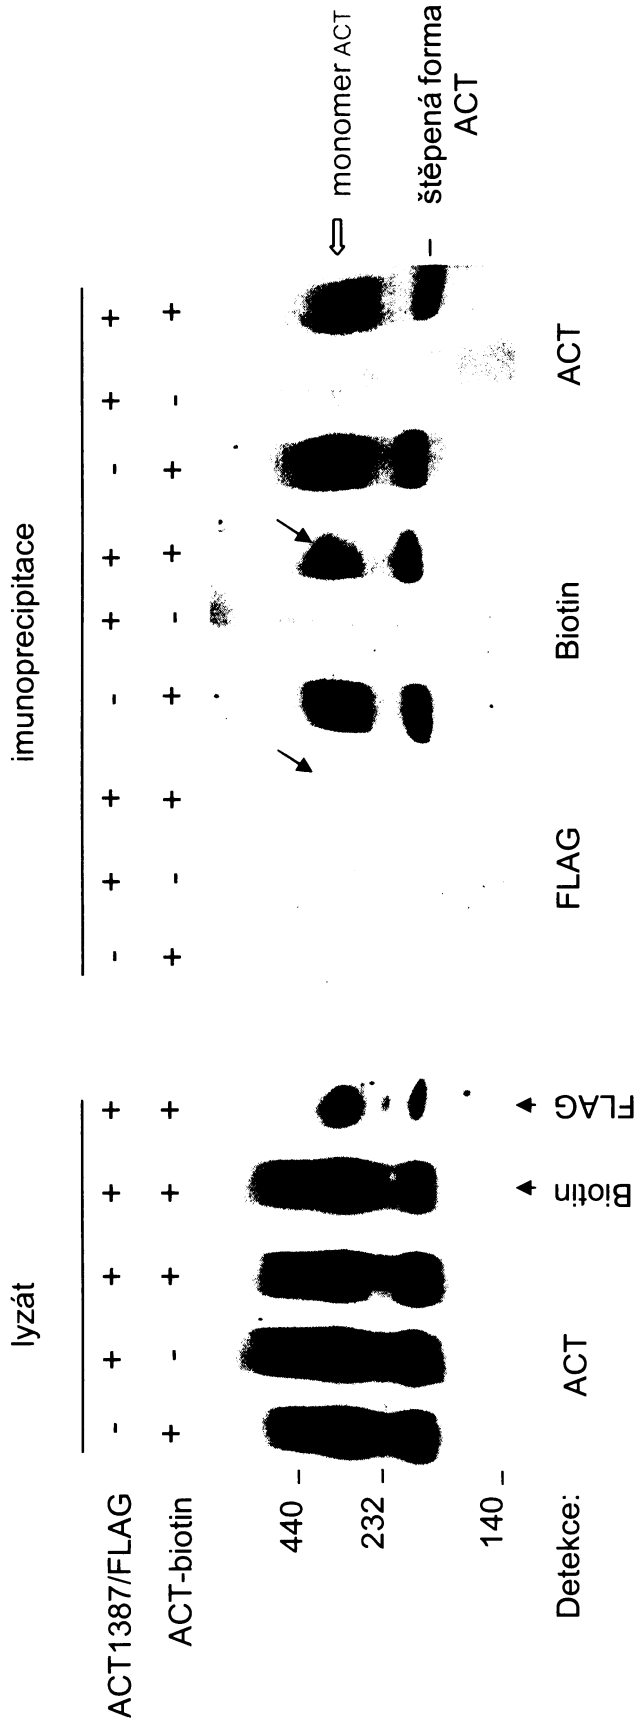 lyzát imunoprecipitace
ACT1387/FLAG - + + + + - + + - + + - + +
ACT-biotin + - + + + + - + + - + + - +
440 –
232 –
140 –
monomer ACT
– štěpená forma
ACT
Detekce: ACT Biotin FLAG FLAG Biotin ACT